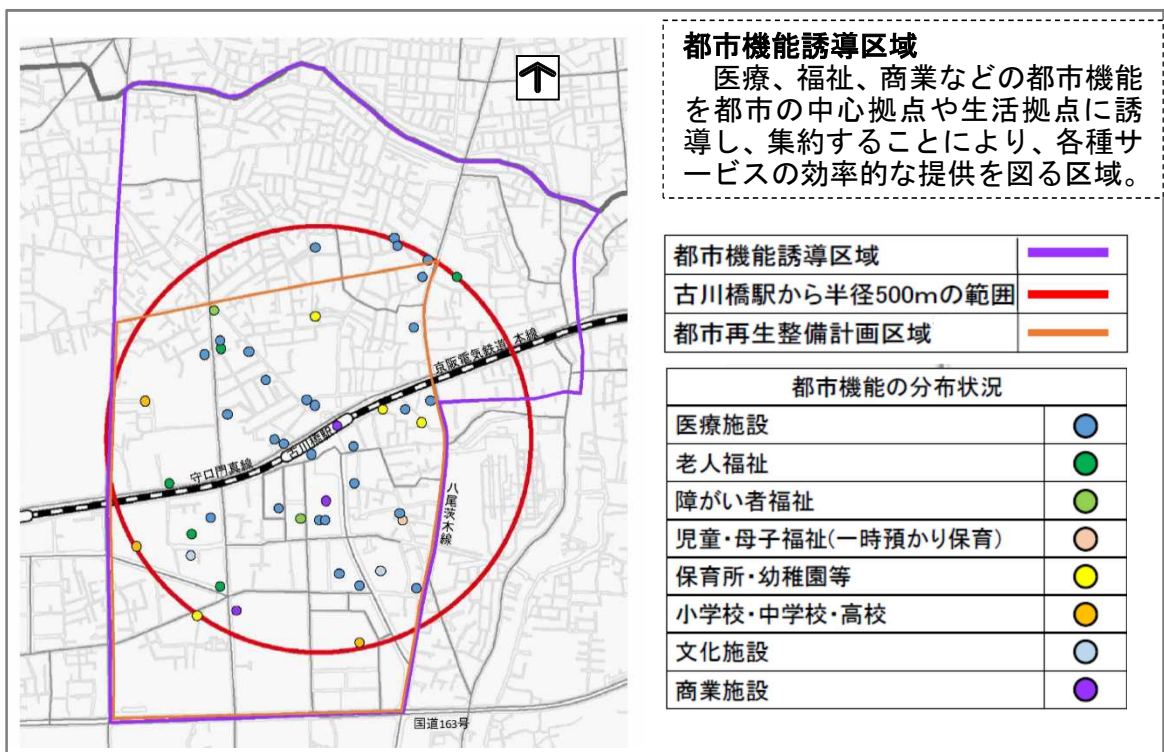 都市機能誘導区域
医療、福祉、商業などの都市機能
を都市の中心拠点や生活拠点に誘
導し、集約することにより、各種サ
ービスの効率的な提供を図る区域。
都市機能誘導区域
古川橋駅から半径500mの範囲
都市再生整備計画区域
都市機能の分布状況
医療施設
老人福祉
障がい者福祉
児童・母子福祉(一時預かり保育)
保育所・幼稚園等
小学校・中学校・高校
文化施設
商業施設
京阪電気鉄道 本線
古川橋駅
守口門真線
八尾茨木線
国道163号